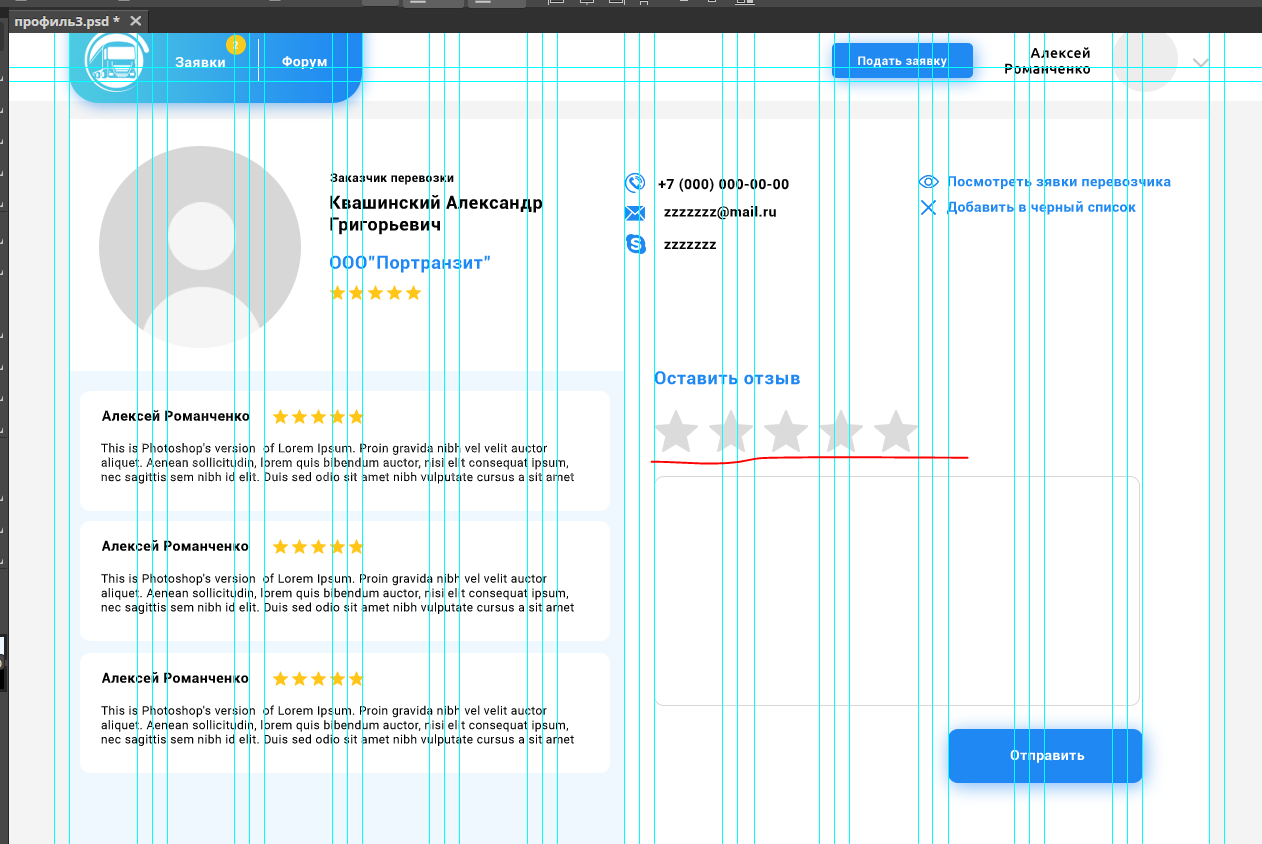 профиль3.psd *
Заявки
2
Форум
Подать заявку
Алексей
Романченко
Заказчик перевозки
Квашинский Александр
Григорьевич
ООО"Портранзит"
+7 (000) 000-00-00
zzzzzzz@mail.ru
zzzzzzz
Посмотреть зявки перевозчика
Добавить в черный список
Алексей Романченко
This is Photoshop's version of Lorem Ipsum. Proin gravida nibh vel velit auctor
aliquet. Aenean sollicitudin, lorem quis bibendum auctor, nisi elit consequat ipsum,
nec sagittis sem nibh id elit. Duis sed odio sit amet nibh vulputate cursus a sit amet
Алексей Романченко
This is Photoshop's version of Lorem Ipsum. Proin gravida nibh vel velit auctor
aliquet. Aenean sollicitudin, lorem quis bibendum auctor, nisi elit consequat ipsum,
nec sagittis sem nibh id elit. Duis sed odio sit amet nibh vulputate cursus a sit amet
Алексей Романченко
This is Photoshop's version of Lorem Ipsum. Proin gravida nibh vel velit auctor
aliquet. Aenean sollicitudin, lorem quis bibendum auctor, nisi elit consequat ipsum,
nec sagittis sem nibh id elit. Duis sed odio sit amet nibh vulputate cursus a sit amet
Оставить отзыв
Отправить